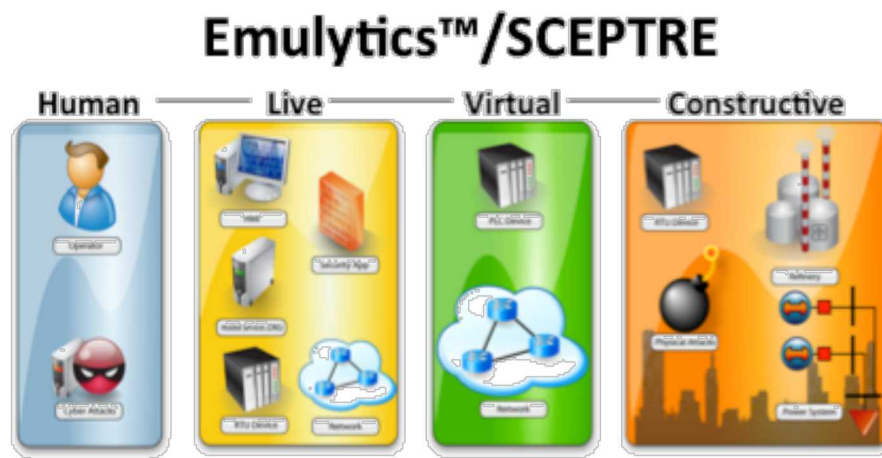 Emulytics™/SCEPTRE
Human
Live
Virtual
Constructive
Operator
Cyber Attacks
HMI
Security App
Hosted Services (DNS)
RTU Device
Network
PLC Device
Network
RTU Device
Refinery
Physical Attacks
Power System